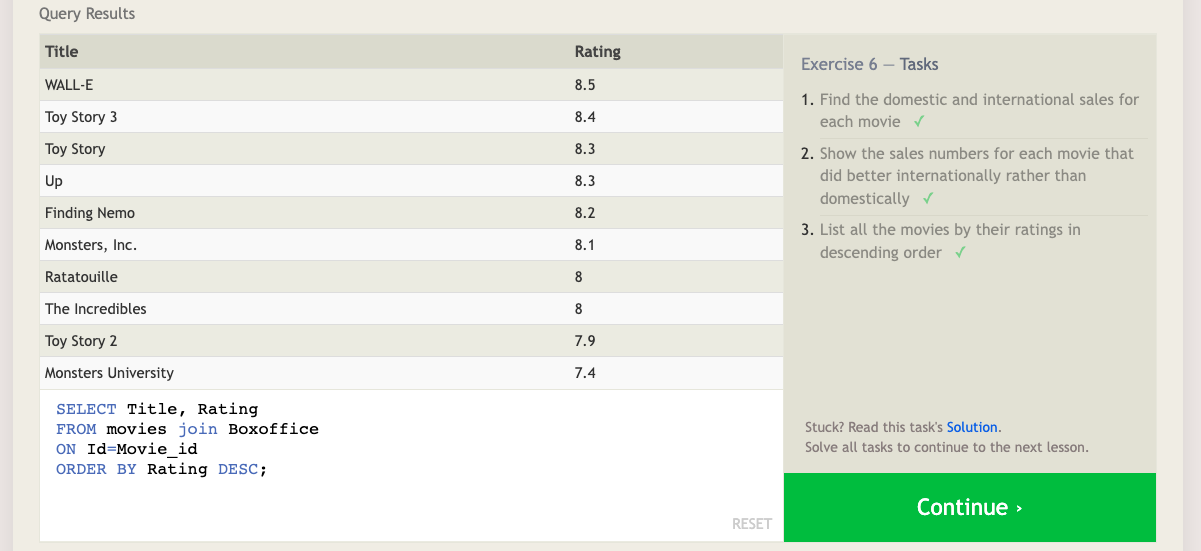 Query Results
Title Rating
WALL-E 8.5
Toy Story 3 8.4
Toy Story 8.3
Up 8.3
Finding Nemo 8.2
Monsters, Inc. 8.1
Ratatouille 8
The Incredibles 8
Toy Story 2 7.9
Monsters University 7.4
SELECT Title, Rating
FROM movies join Boxoffice
ON Id=Movie_id
ORDER BY Rating DESC;
RESET
Exercise 6 — Tasks
1. Find the domestic and international sales for
each movie ✓
2. Show the sales numbers for each movie that
did better internationally rather than
domestically ✓
3. List all the movies by their ratings in
descending order ✓
Stuck? Read this task's Solution.
Solve all tasks to continue to the next lesson.
Continue ›